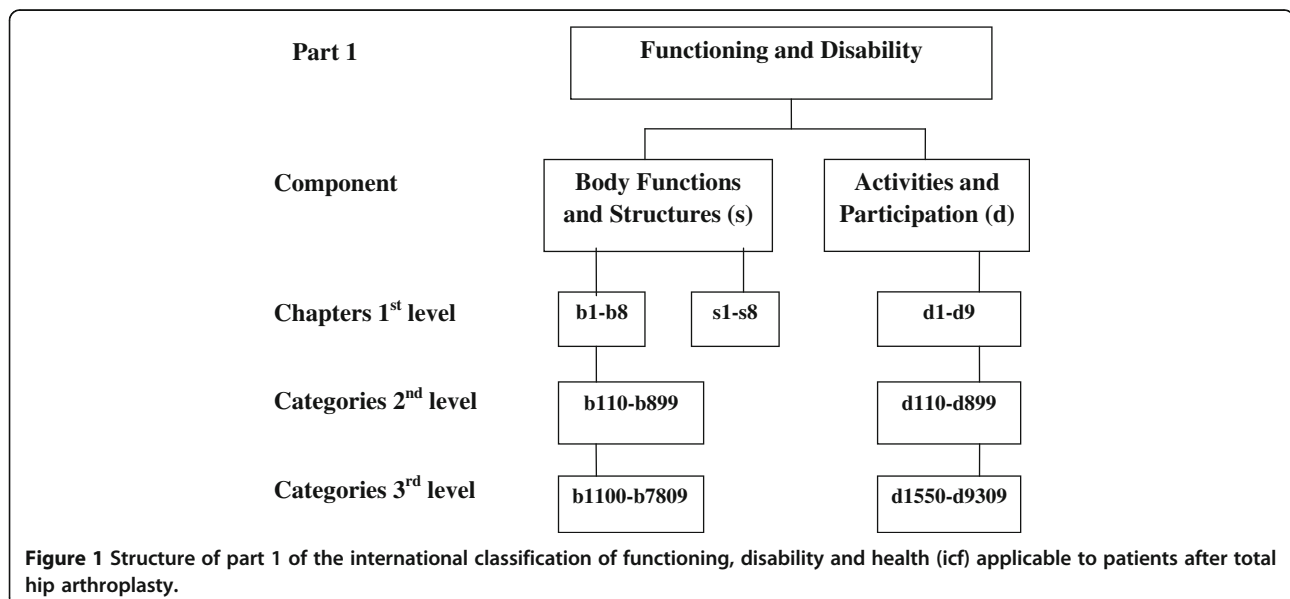 Part 1
Functioning and Disability
Component
Body Functions
and Structures (s)
Activities and
Participation (d)
Chapters 1st level
b1-b8
s1-s8
d1-d9
Categories 2nd level
b110-b899
d110-d899
Categories 3rd level
b1100-b7809
d1550-d9309
Figure 1 Structure of part 1 of the international classification of functioning, disability and health (icf) applicable to patients after total
hip arthroplasty.